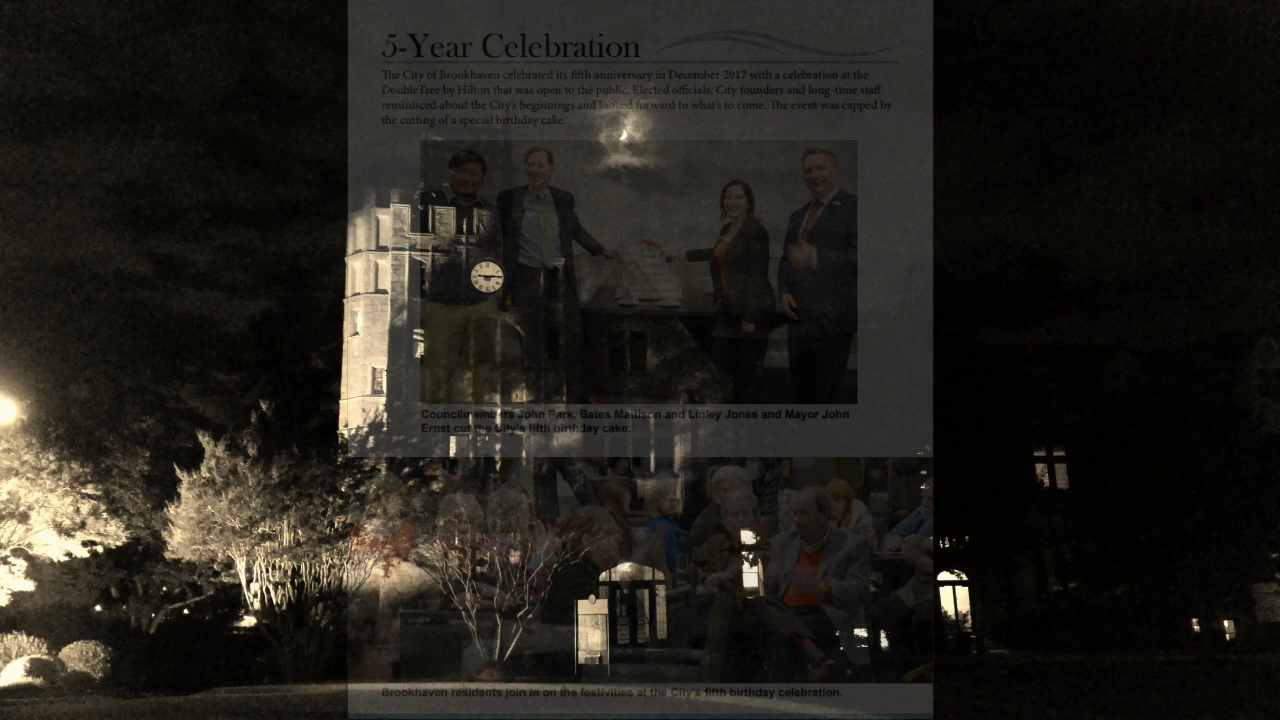 5-Year Celebration
The City of Brookhaven celebrated its fifth anniversary in December 2017 with a celebration at the
DoubleTree by Hilton that was open to the public. Elected officials, City founders and long-time staff
reminisced about the City's beginnings and looked forward to what's to come. The event was capped by
the cutting of a special birthday cake.
Councilmembers John Park, Bates Mattison and Linley Jones and Mayor John
Ernst cut the City's fifth birthday cake.
Brookhaven residents join in on the festivities at the City's fifth birthday celebration.